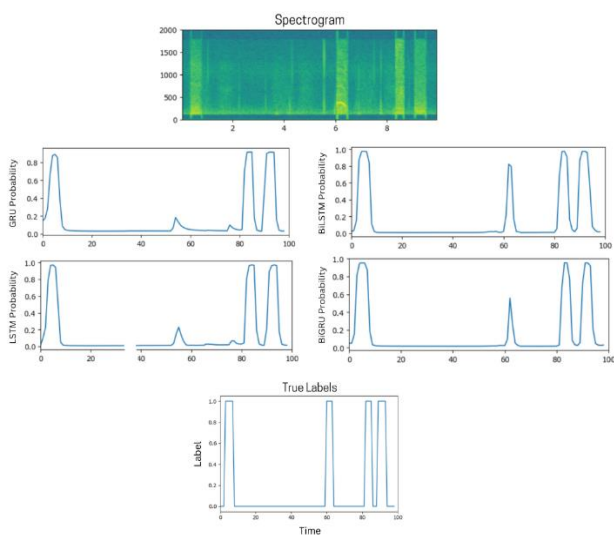 Spectrogram
2000
1500
1000
500
0
2 4 6 8
GRU Probability
0.8
0.6
0.4
0.2
0.0
0 20 40 60 80 100
BiLSTM Probability
1.0
0.8
0.6
0.4
0.2
0.0
0 20 40 60 80 100
LSTM Probability
1.0
0.8
0.6
0.4
0.2
0.0
0 20 40 60 80 100
BiGRU Probability
1.0
0.8
0.6
0.4
0.2
0.0
0 20 40 60 80 100
True Labels
Label
1.0
0.8
0.6
0.4
0.2
0.0
0 20 40 60 80 100
Time